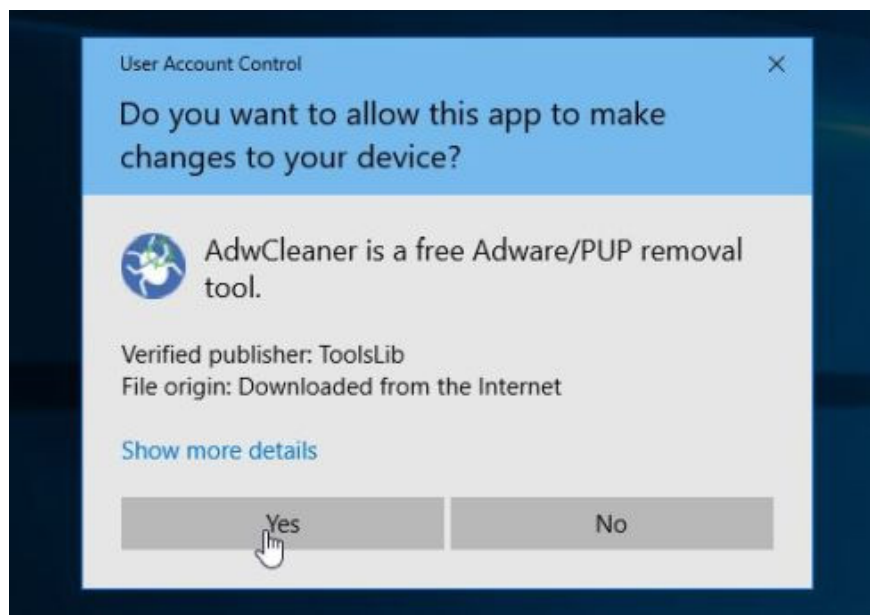 User Account Control
Do you want to allow this app to make
changes to your device?
AdwCleaner is a free Adware/PUP removal
tool.
Verified publisher: ToolsLib
File origin: Downloaded from the Internet
Show more details
Yes
No